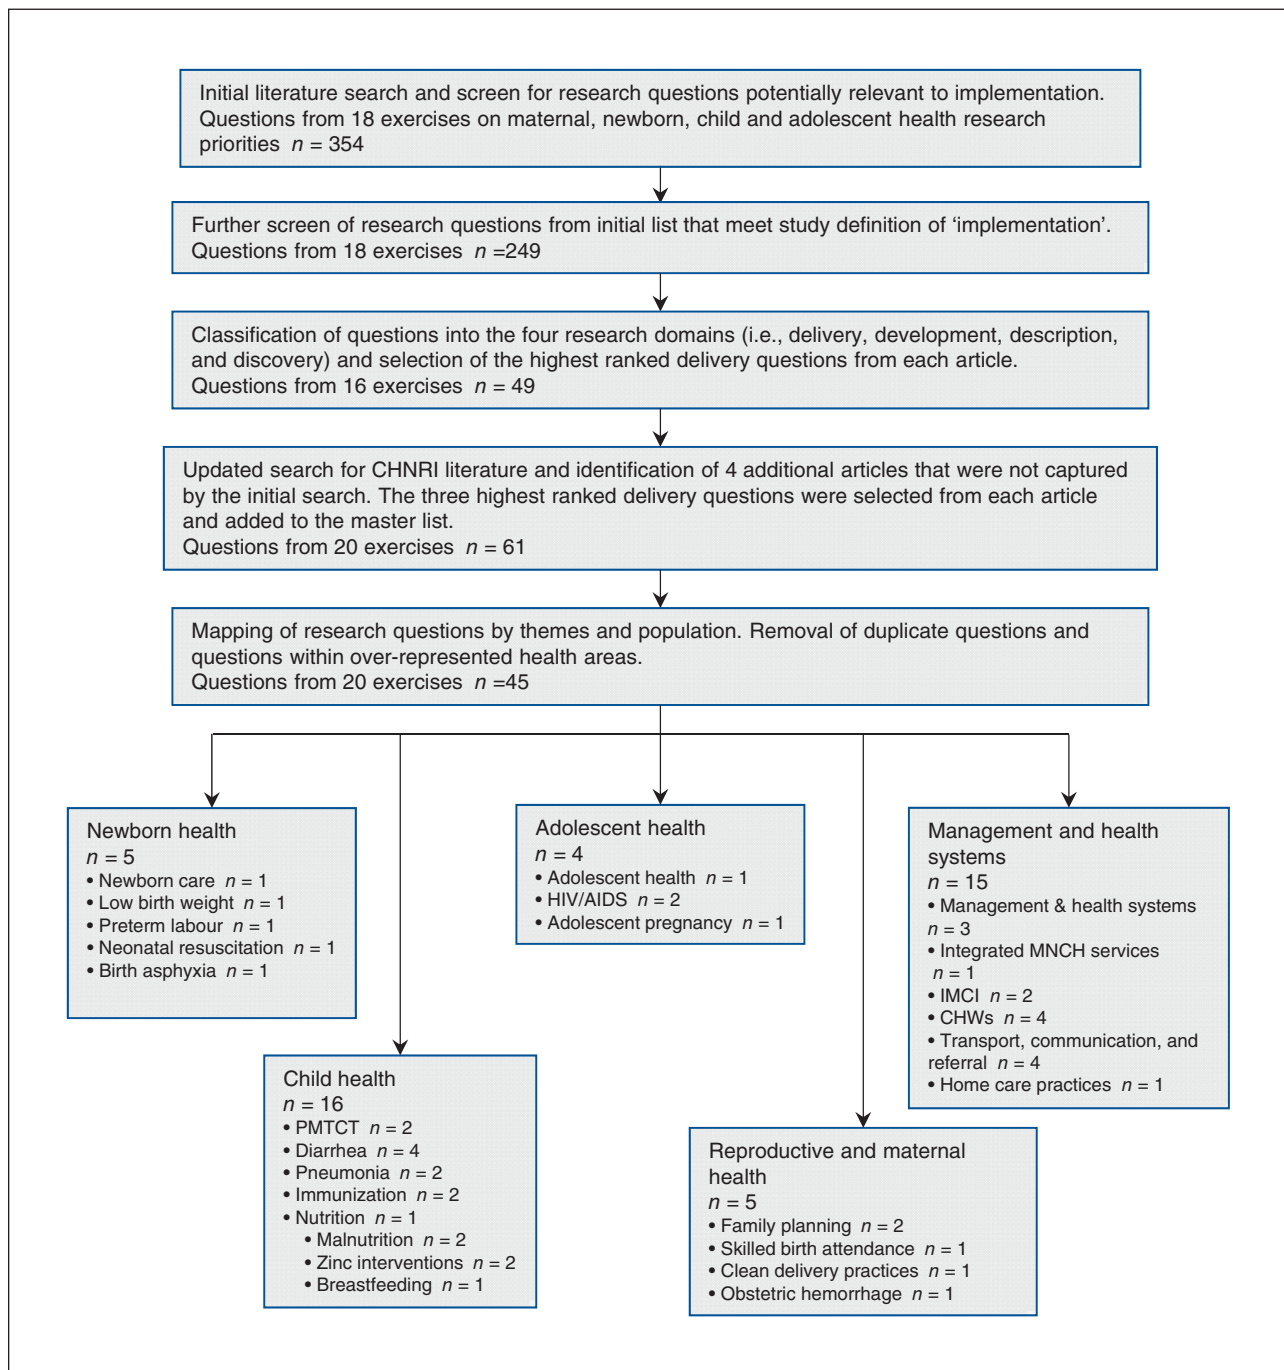 Initial literature search and screen for research questions potentially relevant to implementation.
Questions from 18 exercises on maternal, newborn, child and adolescent health research
priorities n = 354
Further screen of research questions from initial list that meet study definition of ‘implementation’.
Questions from 18 exercises n =249
Classification of questions into the four research domains (i.e., delivery, development, description,
and discovery) and selection of the highest ranked delivery questions from each article.
Questions from 16 exercises n = 49
Updated search for CHNRI literature and identification of 4 additional articles that were not captured
by the initial search. The three highest ranked delivery questions were selected from each article
and added to the master list.
Questions from 20 exercises n = 61
Mapping of research questions by themes and population. Removal of duplicate questions and
questions within over-represented health areas.
Questions from 20 exercises n =45
Newborn health
n = 5
• Newborn care n = 1
• Low birth weight n = 1
• Preterm labour n = 1
• Neonatal resuscitation n = 1
• Birth asphyxia n = 1
Child health
n = 16
• PMTCT n = 2
• Diarrhea n = 4
• Pneumonia n = 2
• Immunization n = 2
• Nutrition n = 1
• Malnutrition n = 2
• Zinc interventions n = 2
• Breastfeeding n = 1
Adolescent health
n = 4
• Adolescent health n = 1
• HIV/AIDS n = 2
• Adolescent pregnancy n = 1
Reproductive and maternal
health
n = 5
• Family planning n = 2
• Skilled birth attendance n = 1
• Clean delivery practices n = 1
• Obstetric hemorrhage n = 1
Management and health
systems
n = 15
• Management & health systems
n = 3
• Integrated MNCH services
n = 1
• IMCI n = 2
• CHWs n = 4
• Transport, communication, and
referral n = 4
• Home care practices n = 1